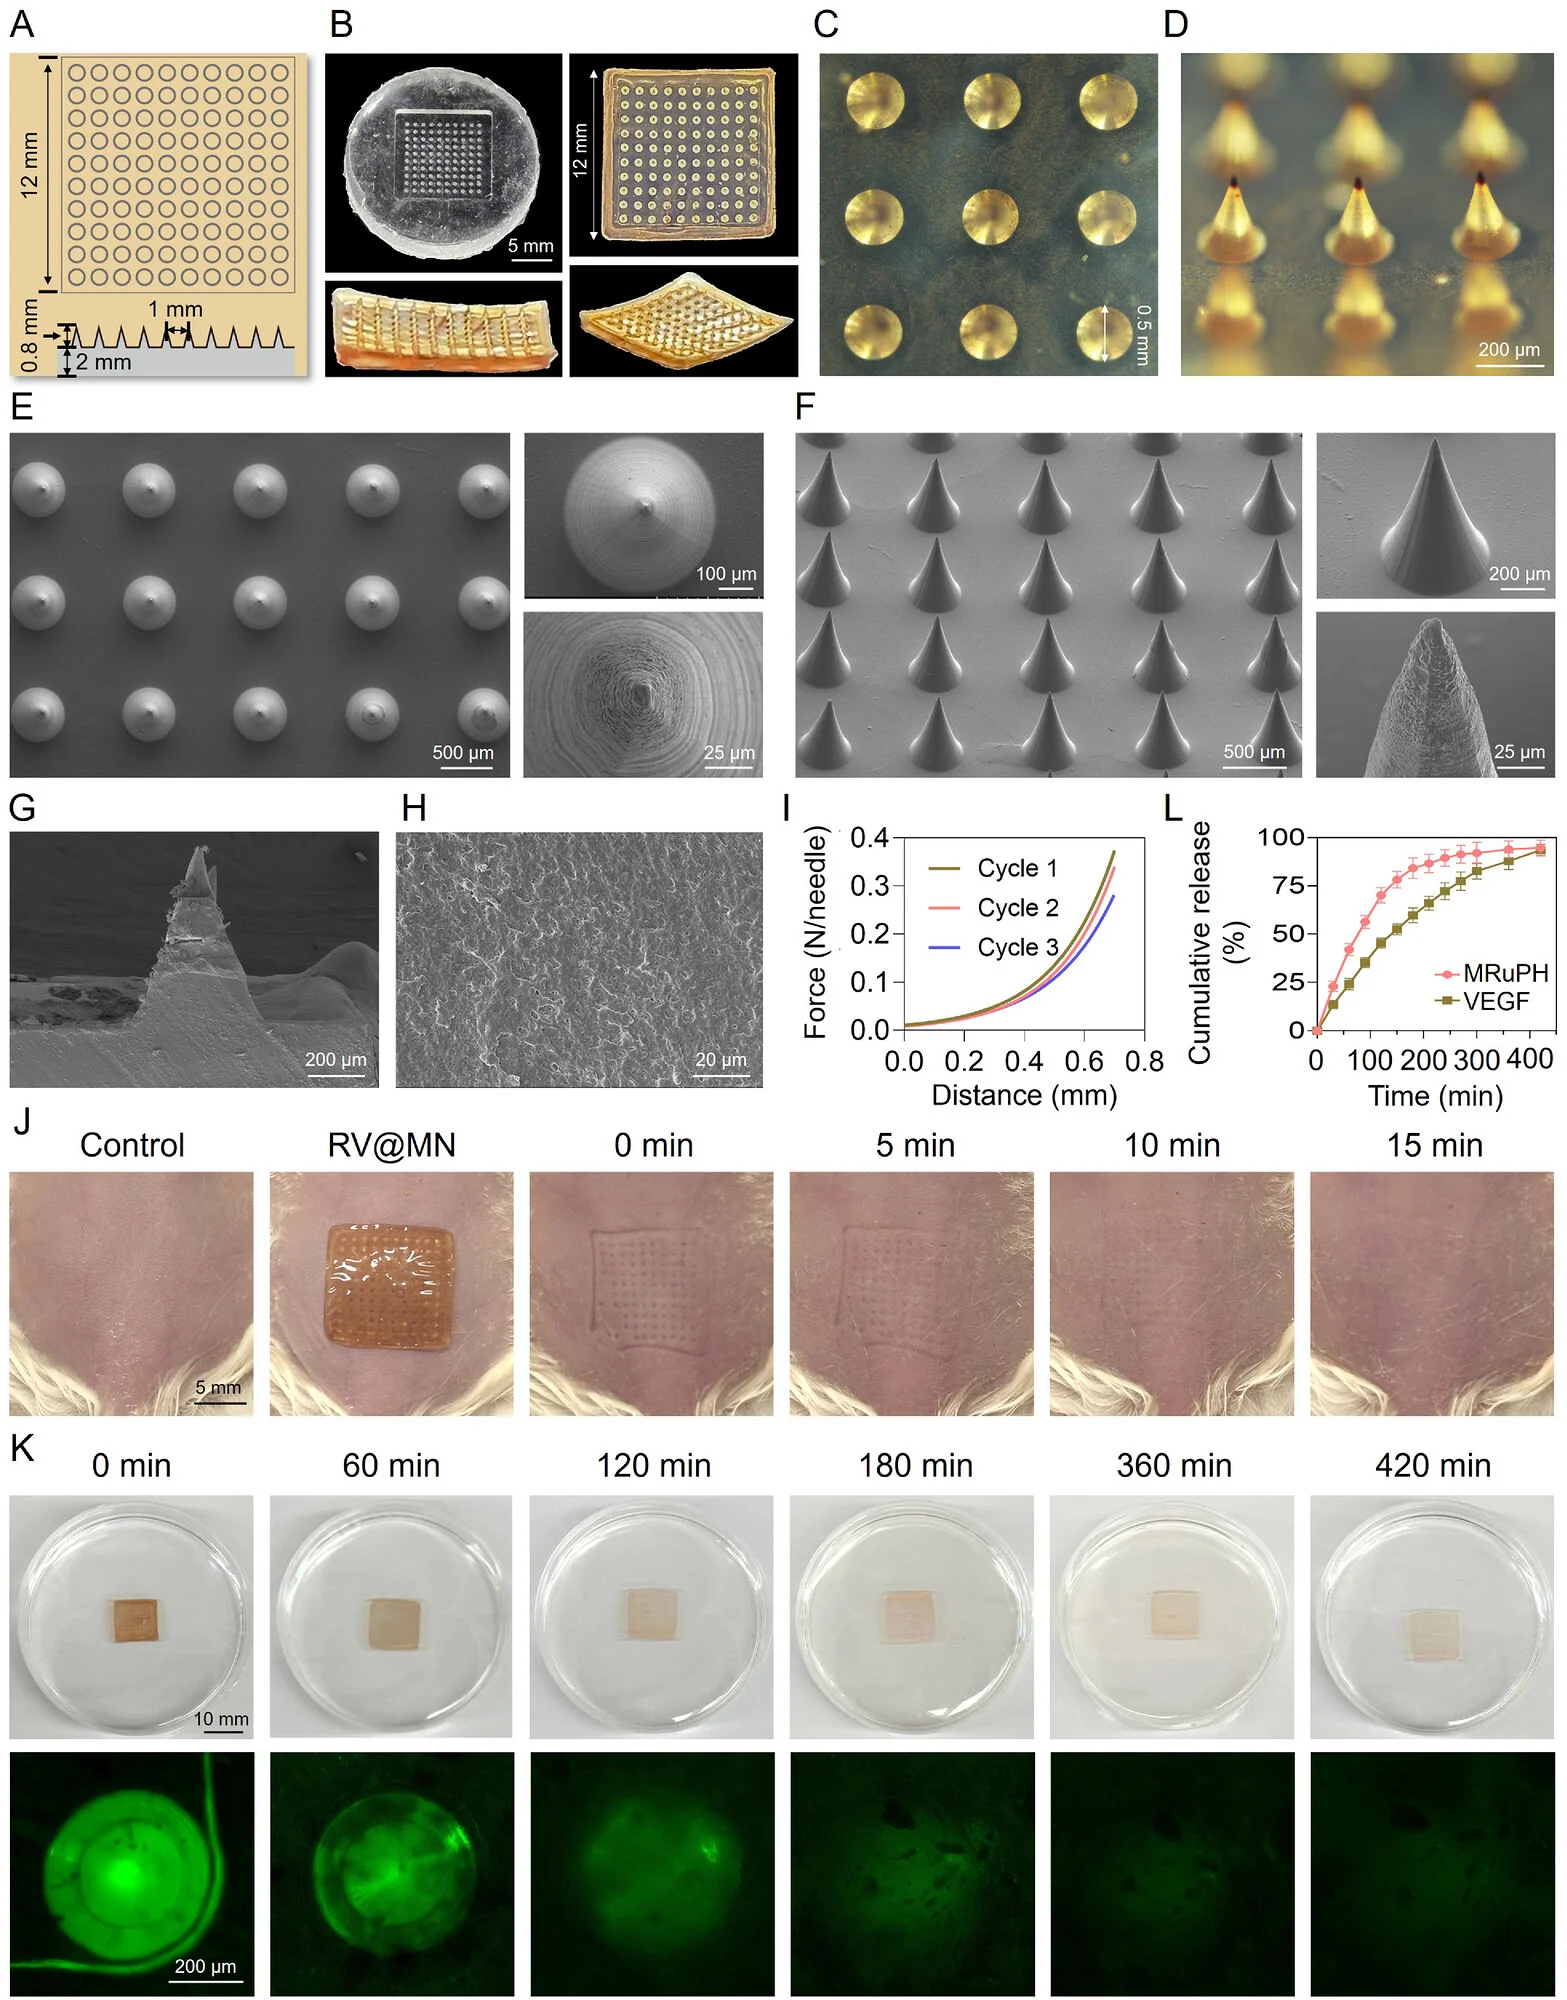 A
B
C
D
12 mm
0.8 mm
1 mm
2 mm
5 mm
12 mm
0.5 mm
200 µm
E
F
500 µm
100 µm
25 µm
500 µm
200 µm
25 µm
G
H
I
L
200 µm
20 µm
Force (N/needle)
0.4
0.3
0.2
0.1
0.0
Cycle 1
Cycle 2
Cycle 3
0.0 0.2 0.4 0.6 0.8
Distance (mm)
Cumulative release
(%)
100
75
50
25
0
MRuPH
VEGF
0 100 200 300 400
Time (min)
J
Control
RV@MN
0 min
5 min
10 min
15 min
5 mm
K
0 min
60 min
120 min
180 min
360 min
420 min
10 mm
200 µm